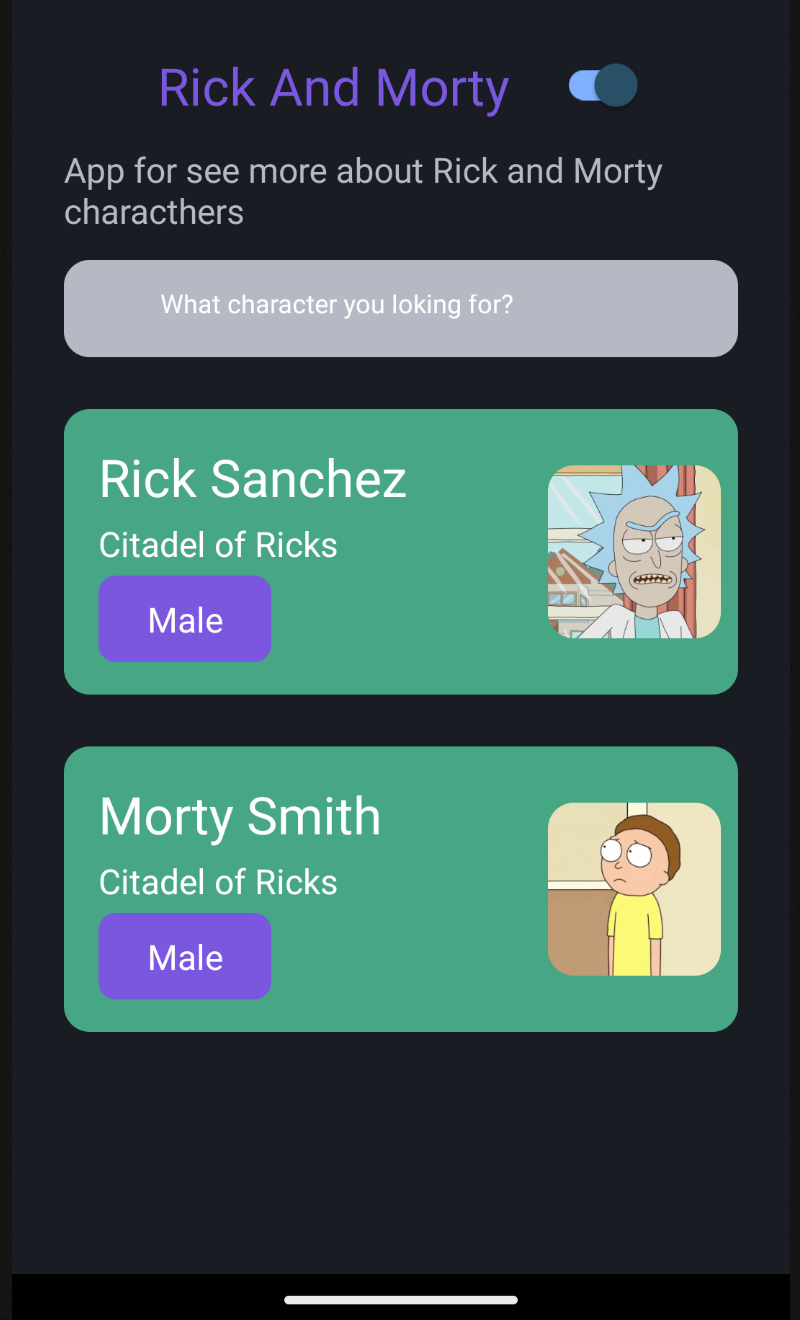 Rick And Morty
App for see more about Rick and Morty
characthers
What character you loking for?
Rick Sanchez
Citadel of Ricks
Male
Morty Smith
Citadel of Ricks
Male